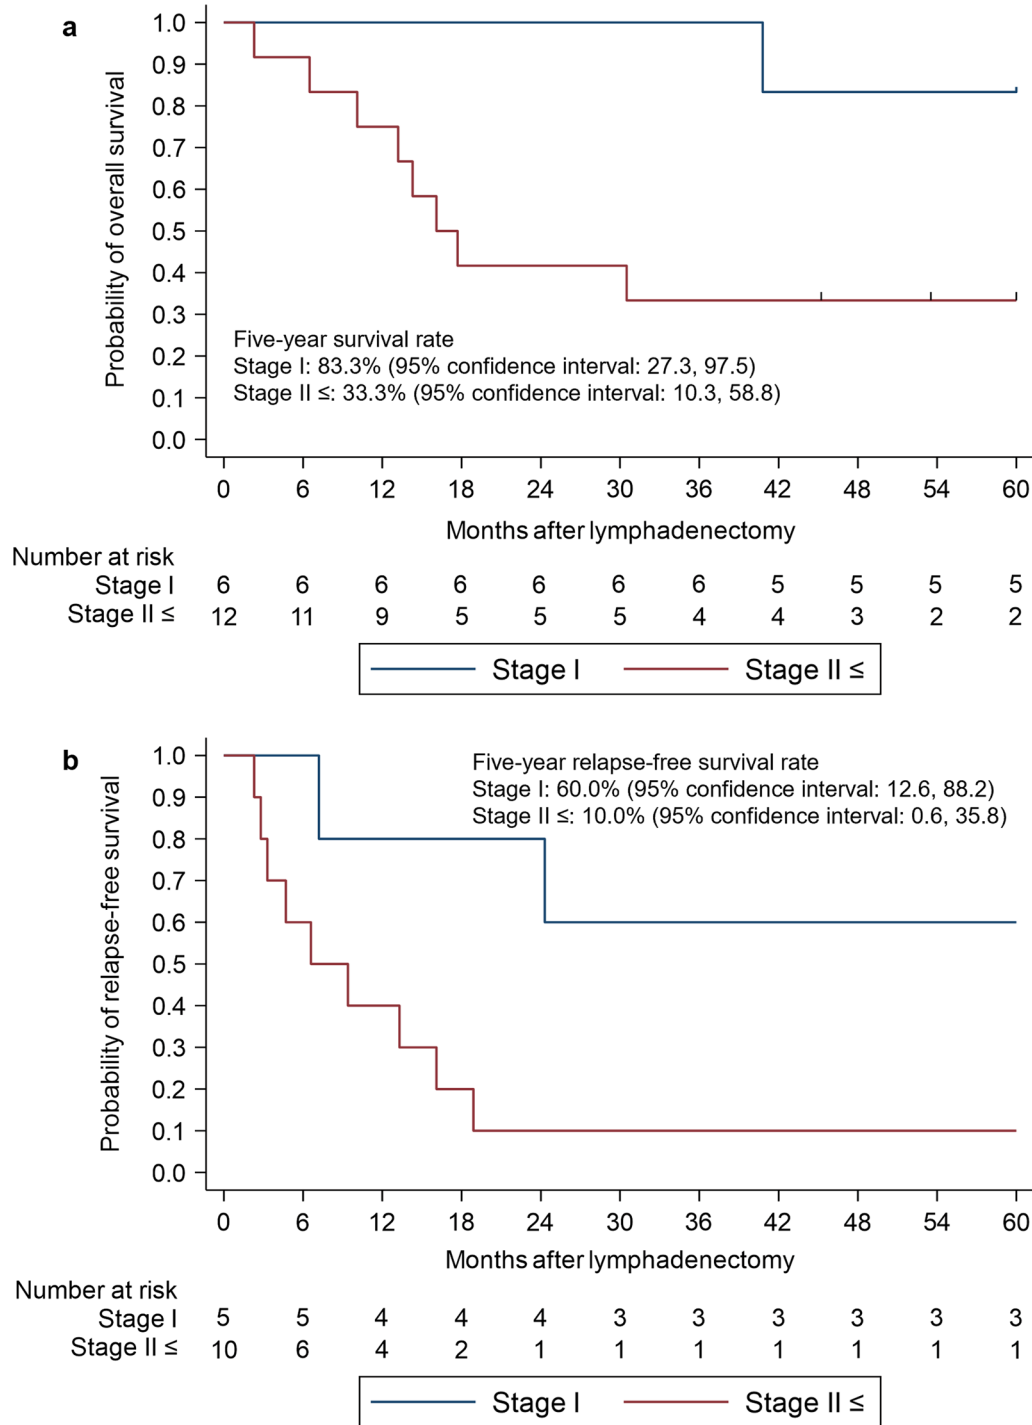 a
Probability of overall survival
1.0
0.9
0.8
0.7
0.6
0.5
0.4
0.3
0.2
0.1
0.0
Five-year survival rate
Stage I: 83.3% (95% confidence interval: 27.3, 97.5)
Stage II ≤: 33.3% (95% confidence interval: 10.3, 58.8)
0 6 12 18 24 30 36 42 48 54 60
Months after lymphadenectomy
Number at risk
Stage I 6 6 6 6 6 6 6 5 5 5 5
Stage II ≤ 12 11 9 5 5 5 4 4 3 2 2
Stage I Stage II ≤
b
Probability of relapse-free survival
1.0
0.9
0.8
0.7
0.6
0.5
0.4
0.3
0.2
0.1
0.0
Five-year relapse-free survival rate
Stage I: 60.0% (95% confidence interval: 12.6, 88.2)
Stage II ≤: 10.0% (95% confidence interval: 0.6, 35.8)
0 6 12 18 24 30 36 42 48 54 60
Months after lymphadenectomy
Number at risk
Stage I 5 5 4 4 4 3 3 3 3 3 3
Stage II ≤ 10 6 4 2 1 1 1 1 1 1 1
Stage I Stage II ≤